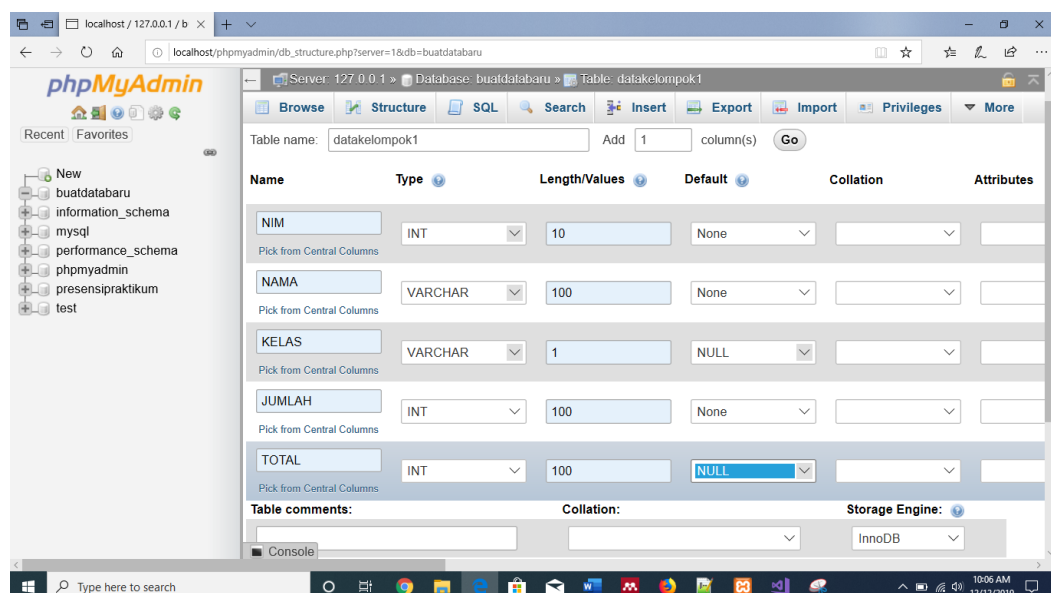 localhost / 127.0.0.1 / b
localhost/phpmyadmin/db_structure.php?server=1&db=buatdatabaru
phpMyAdmin
Recent Favorites
New
buatdatabaru
information_schema
mysql
performance_schema
phpmyadmin
presensipraktikum
test
Server: 127.0.0.1 » Database: buatdatabaru » Table: datakelompok1
Browse Structure SQL Search Insert Export Import Privileges More
Table name: datakelompok1 Add 1 column(s) Go
Name Type Length/Values Default Collation Attributes
NIM INT 10 None
Pick from Central Columns
NAMA VARCHAR 100 None
Pick from Central Columns
KELAS VARCHAR 1 NULL
Pick from Central Columns
JUMLAH INT 100 None
Pick from Central Columns
TOTAL INT 100 NULL
Pick from Central Columns
Table comments: Collation: Storage Engine:
InnoDB
Console
Type here to search
10:06 AM
12/12/2019